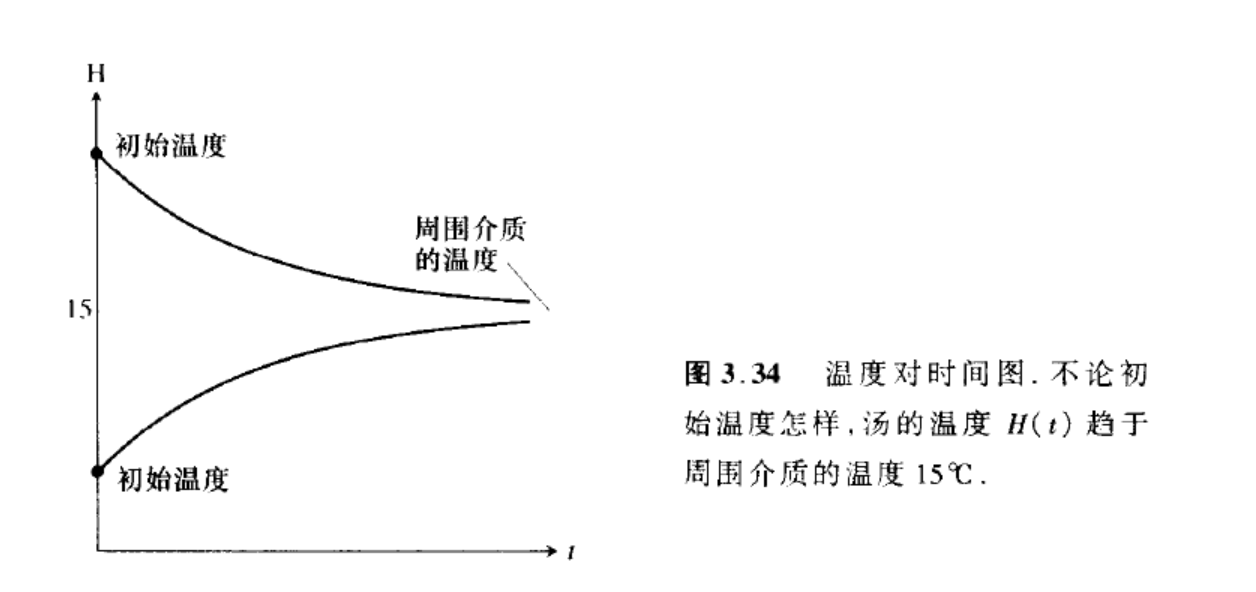 H
初始温度
周围介质
的温度
15
初始温度
t
图 3.34 温度对时间图.不论初
始温度怎样,汤的温度 H(t) 趋于
周围介质的温度 15℃.